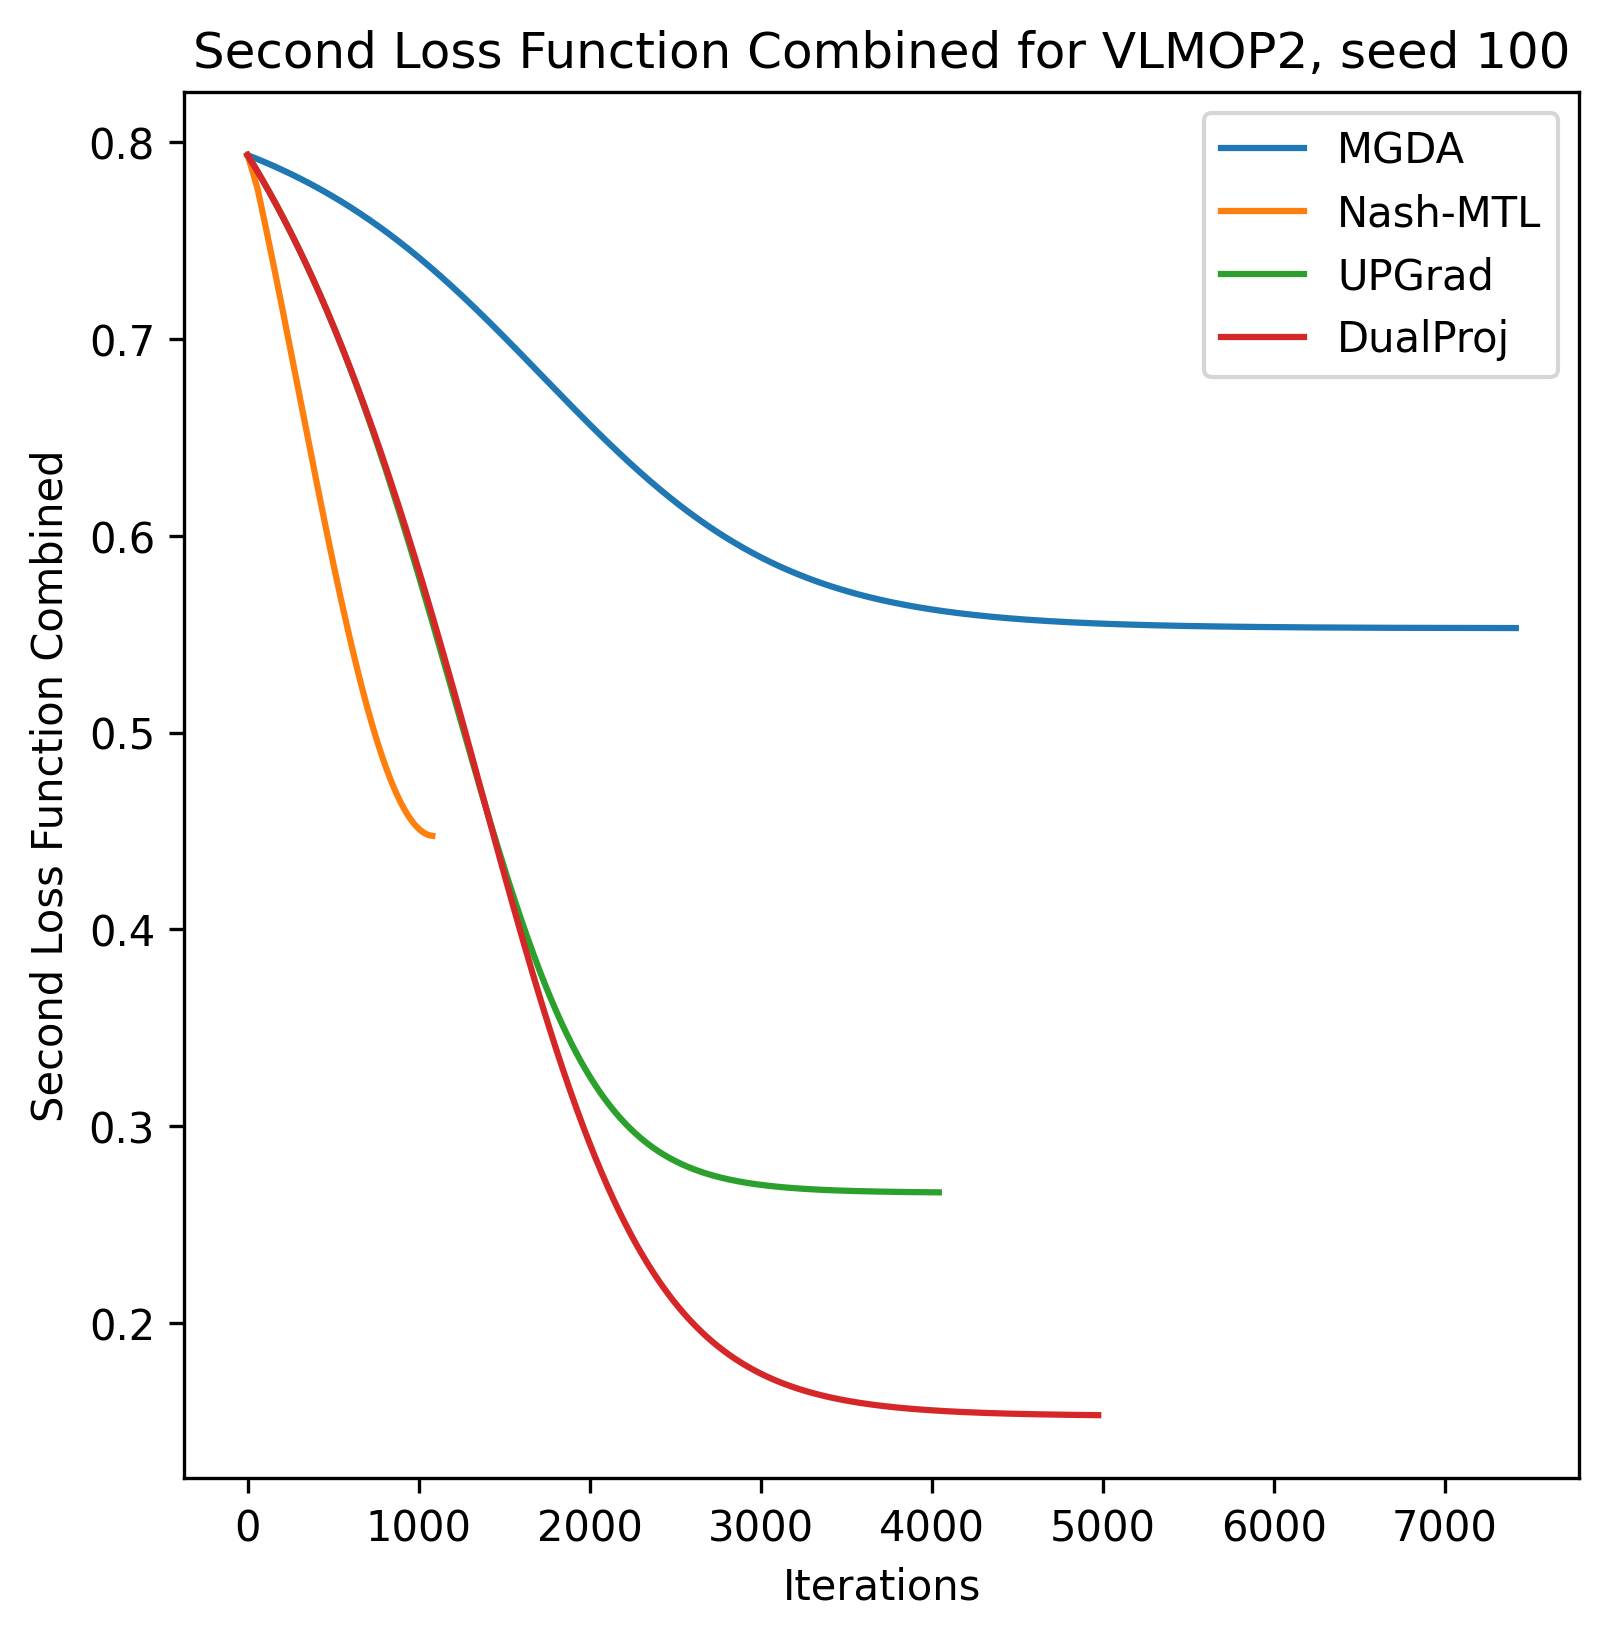 Second Loss Function Combined for VLMOP2, seed 100
MGDA
Nash-MTL
UPGrad
DualProj
Second Loss Function Combined
0.8
0.7
0.6
0.5
0.4
0.3
0.2
0 1000 2000 3000 4000 5000 6000 7000
Iterations